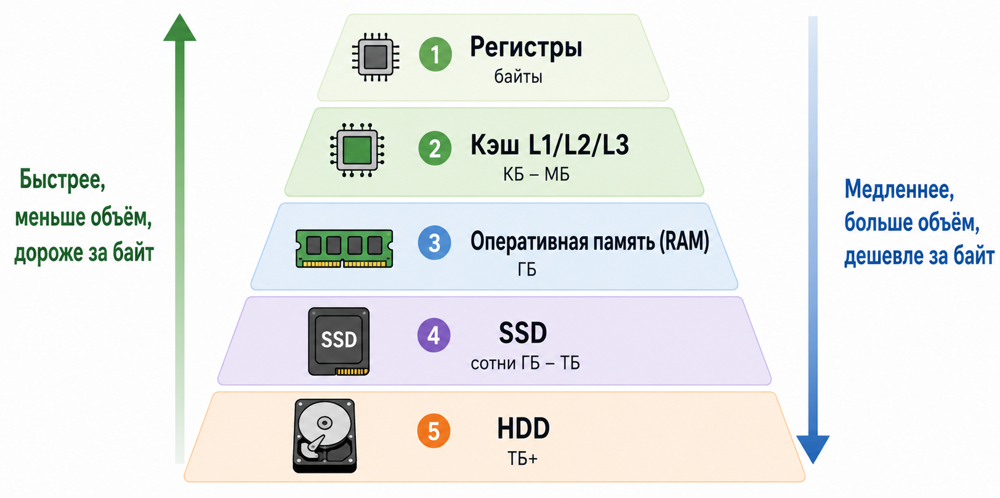 1
Регистры
байты
2
Кэш L1/L2/L3
КБ – МБ
Быстрее,
меньше объём,
дороже за байт
3
Оперативная память (RAM)
ГБ
Медленнее,
больше объём,
дешевле за байт
SSD
4
SSD
сотни ГБ – ТБ
5
HDD
ТБ+